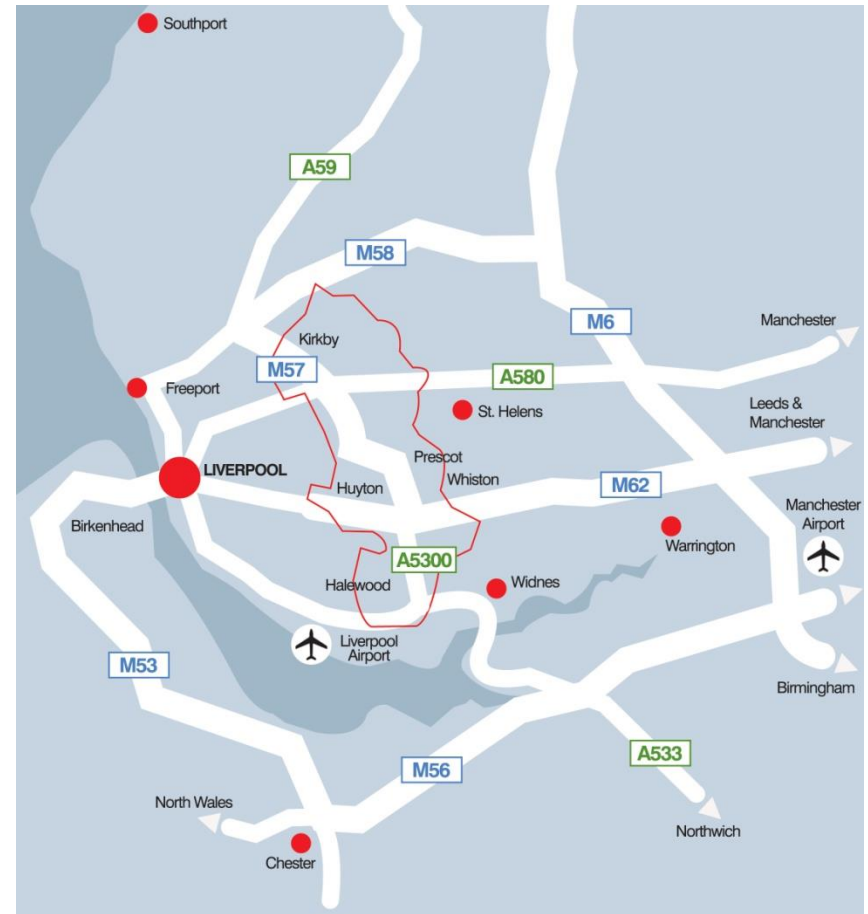 Southport
A59
M58
M6
Manchester
Kirkby
M57
A580
Freeport
St. Helens
Leeds &
Manchester
Prescot
LIVERPOOL
Huyton
Whiston
M62
Manchester
Airport
Birkenhead
Warrington
A5300
Halewood
Widnes
Liverpool
Airport
M53
Birmingham
A533
M56
North Wales
Northwich
Chester